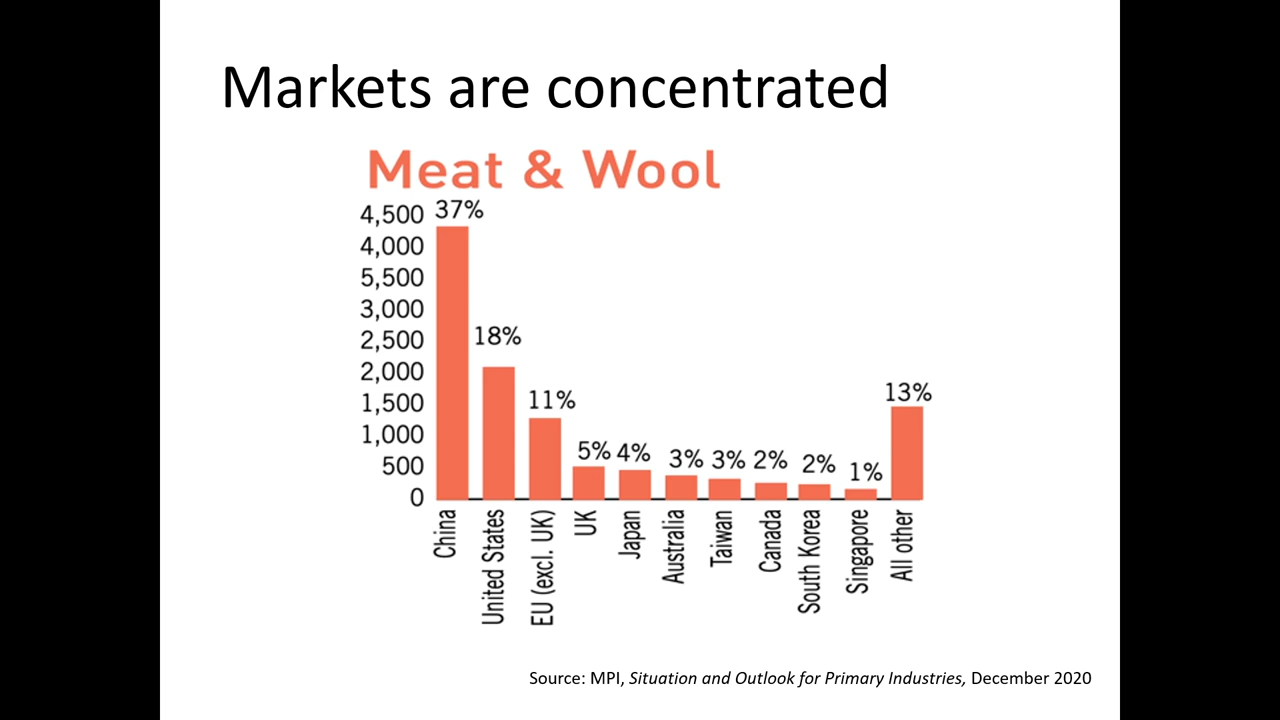 Markets are concentrated
Meat & Wool
4,500
4,000
5,500
3,000
2,500
2,000
1,500
1,000
500
0
37%
18%
11%
5%
4%
3%
3%
2%
2%
1%
13%
China
United States
EU (excl. UK)
UK
Japan
Australia
Taiwan
Canada
South Korea
Singapore
All other
Source: MPI, Situation and Outlook for Primary Industries, December 2020